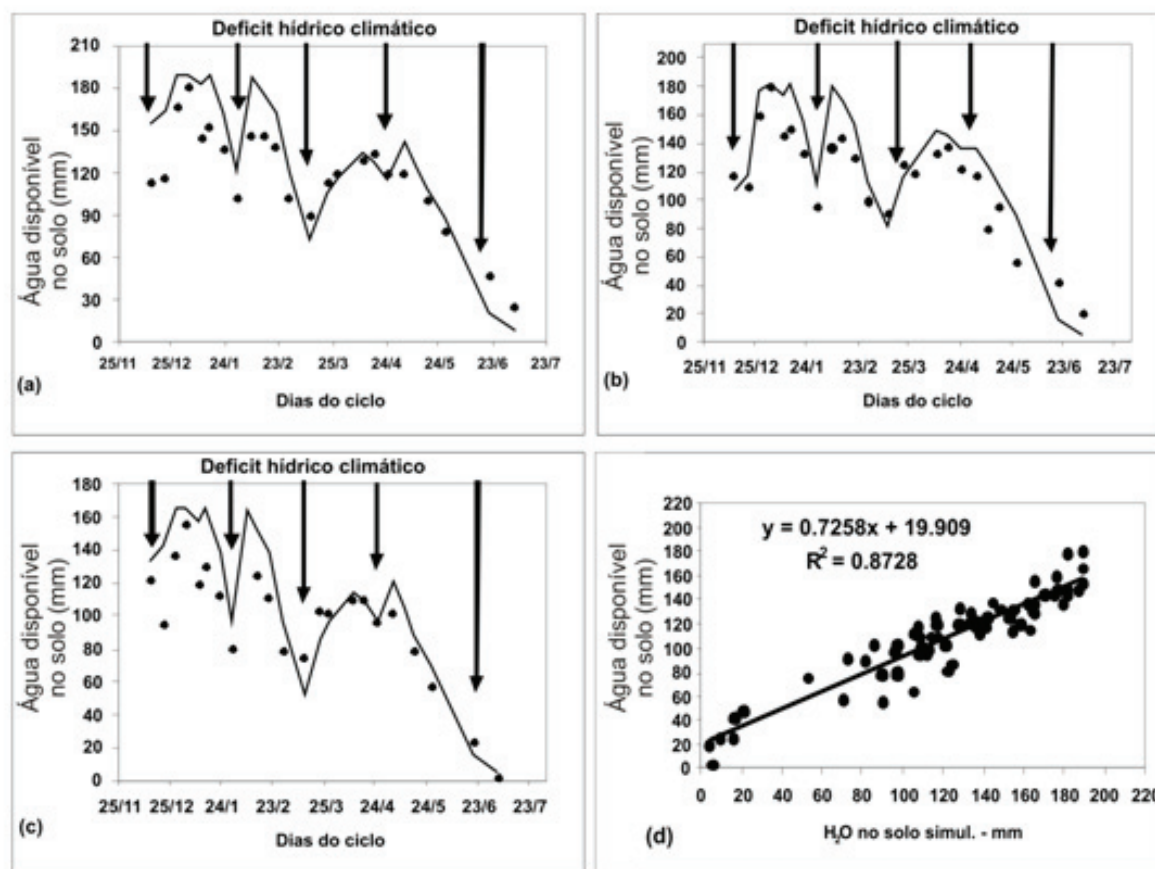 Deficit hídrico climático
Água disponível
no solo (mm)
210
180
150
120
90
60
30
0
25/11 25/12 24/1 23/2 25/3 24/4 24/5 23/6 23/7
(a)
Dias do ciclo
Deficit hídrico climático
Água disponível
no solo (mm)
200
180
160
140
120
100
80
60
40
20
0
25/11 25/12 24/1 23/2 25/3 24/4 24/5 23/6 23/7
(b)
Dias do ciclo
Deficit hídrico climático
Água disponível
no solo (mm)
180
160
140
120
100
80
60
40
20
0
25/11 25/12 24/1 23/2 25/3 24/4 24/5 23/6 23/7
(c)
Dias do ciclo
Água disponível
no solo (mm)
220
200
180
160
140
120
100
80
60
40
20
0
y = 0.7258x + 19.909
R² = 0.8728
0 20 40 60 80 100 120 140 160 180 200 220
(d)
H₂O no solo simul. - mm